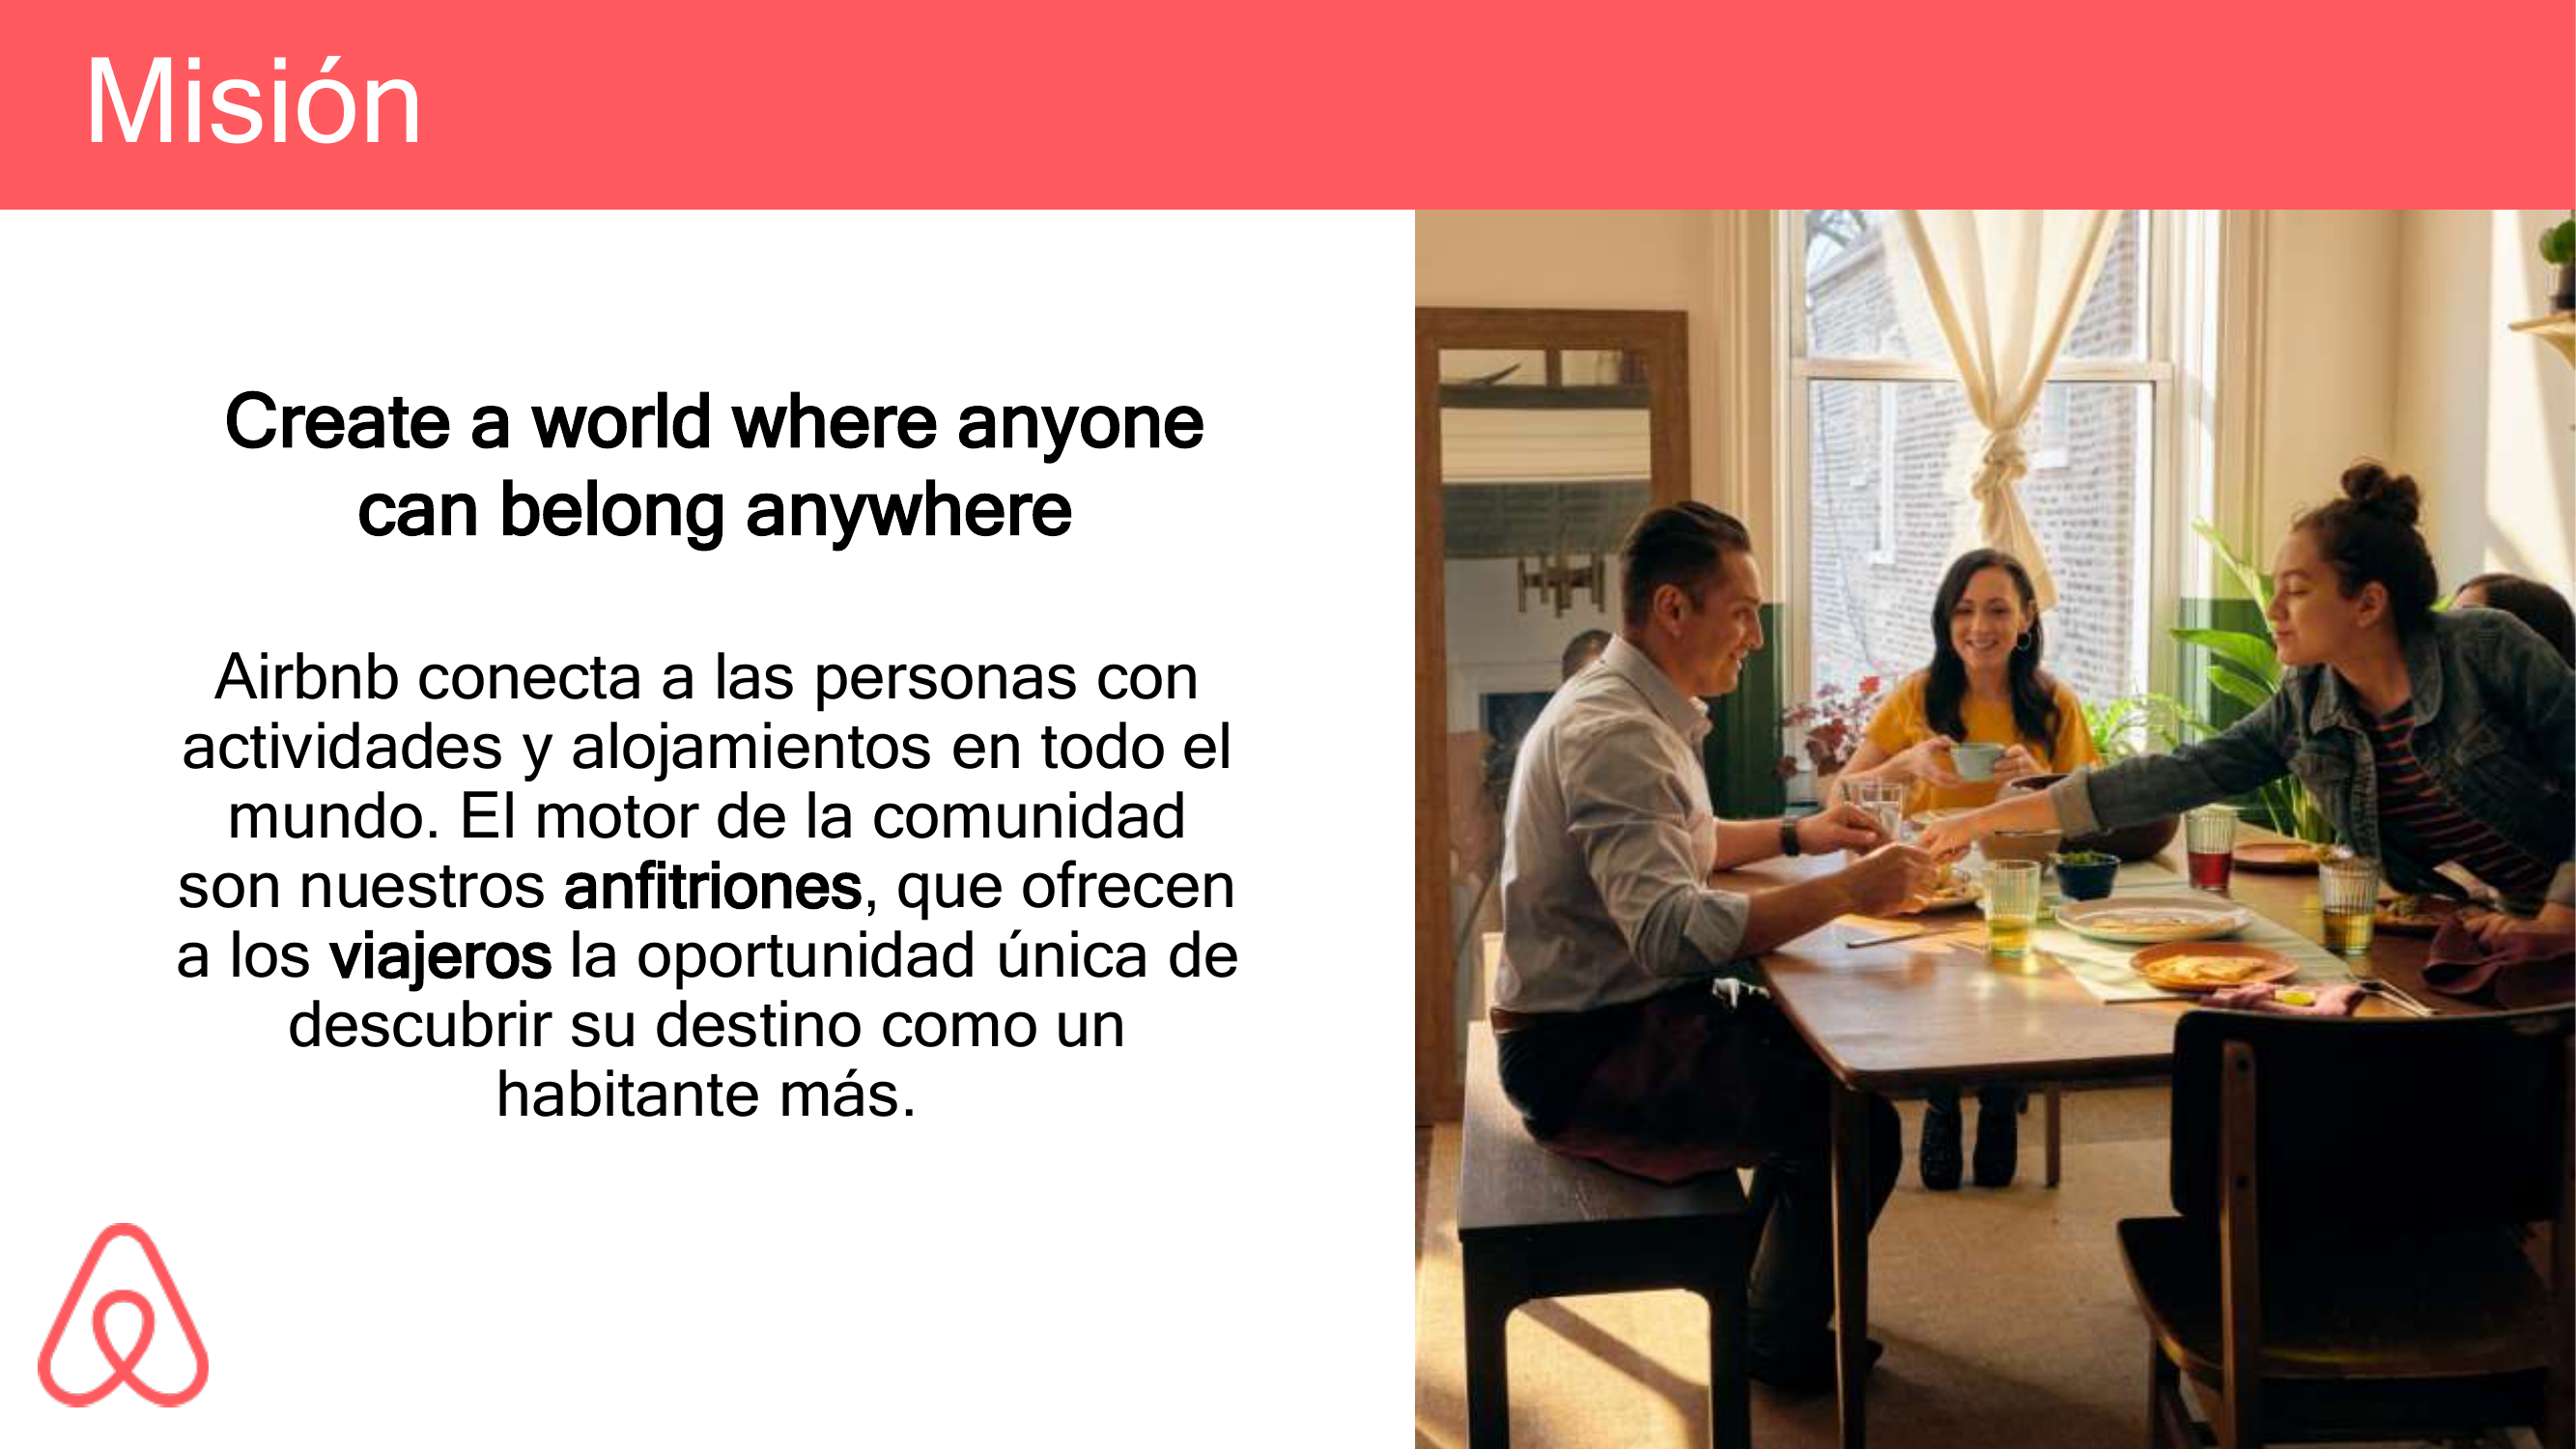 Misión
Create a world where anyone
can belong anywhere
Airbnb conecta a las personas con
actividades y alojamientos en todo el
mundo. El motor de la comunidad
son nuestros anfitriones, que ofrecen
a los viajeros la oportunidad única de
descubrir su destino como un
habitante más.